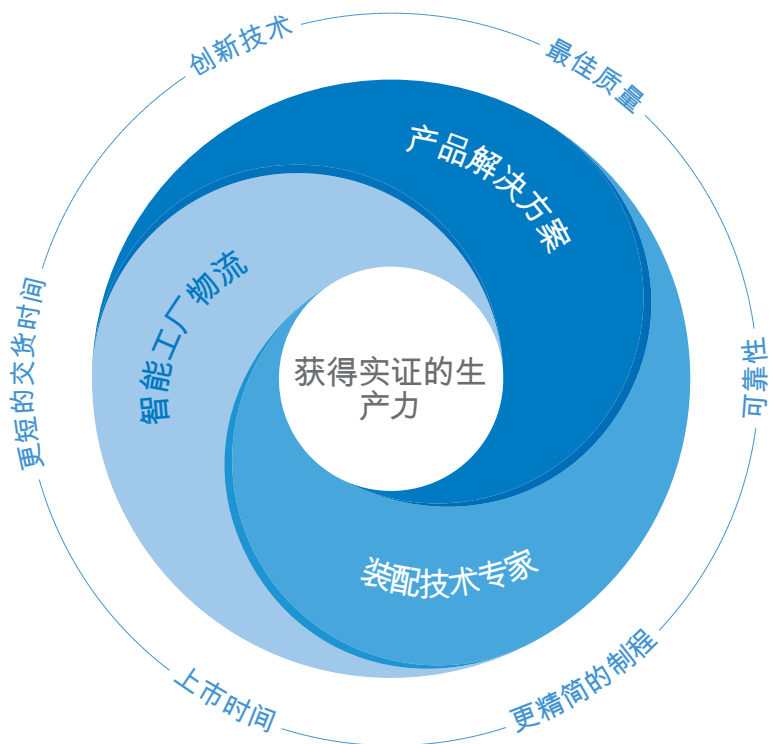 创新技术
最佳质量
产品解决方案
智能工厂物流
更短的交货时间
获得实证的生
产力
可靠性
装配技术专家
上市时间
更精简的制程